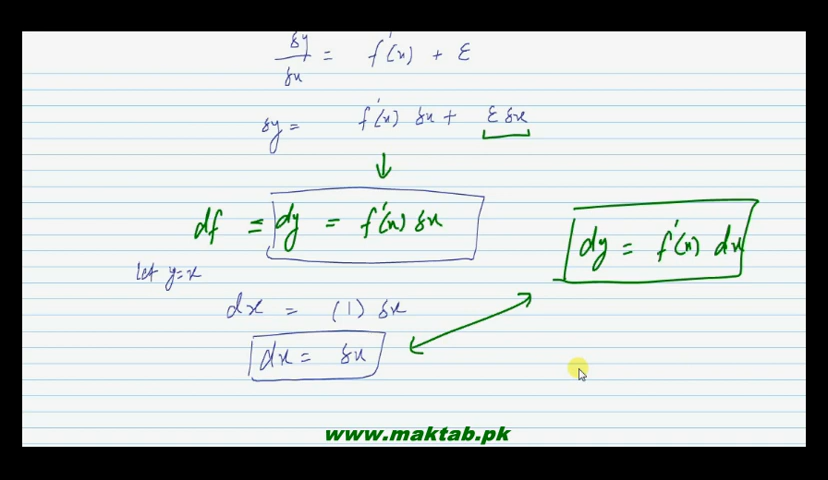 δy/δx = f'(x) + ε
δy = f'(x) δx + ε δx
df = dy = f'(x) δx
dy = f'(x) dx
let y=x
dx = (1) δx
dx = δx
www.maktab.pk